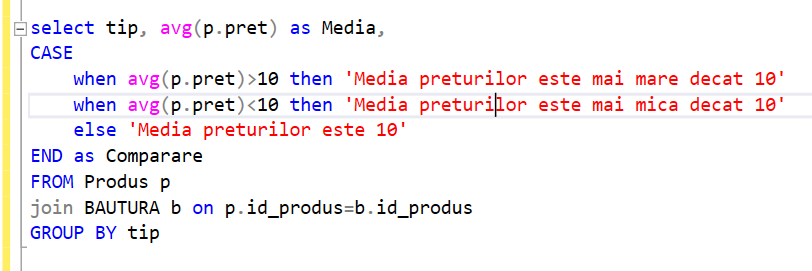 select tip, avg(p.pret) as Media,
CASE
    when avg(p.pret)>10 then 'Media preturilor este mai mare decat 10'
    when avg(p.pret)<10 then 'Media preturilor este mai mica decat 10'
    else 'Media preturilor este 10'
END as Comparare
FROM Produs p
join BAUTURA b on p.id_produs=b.id_produs
GROUP BY tip